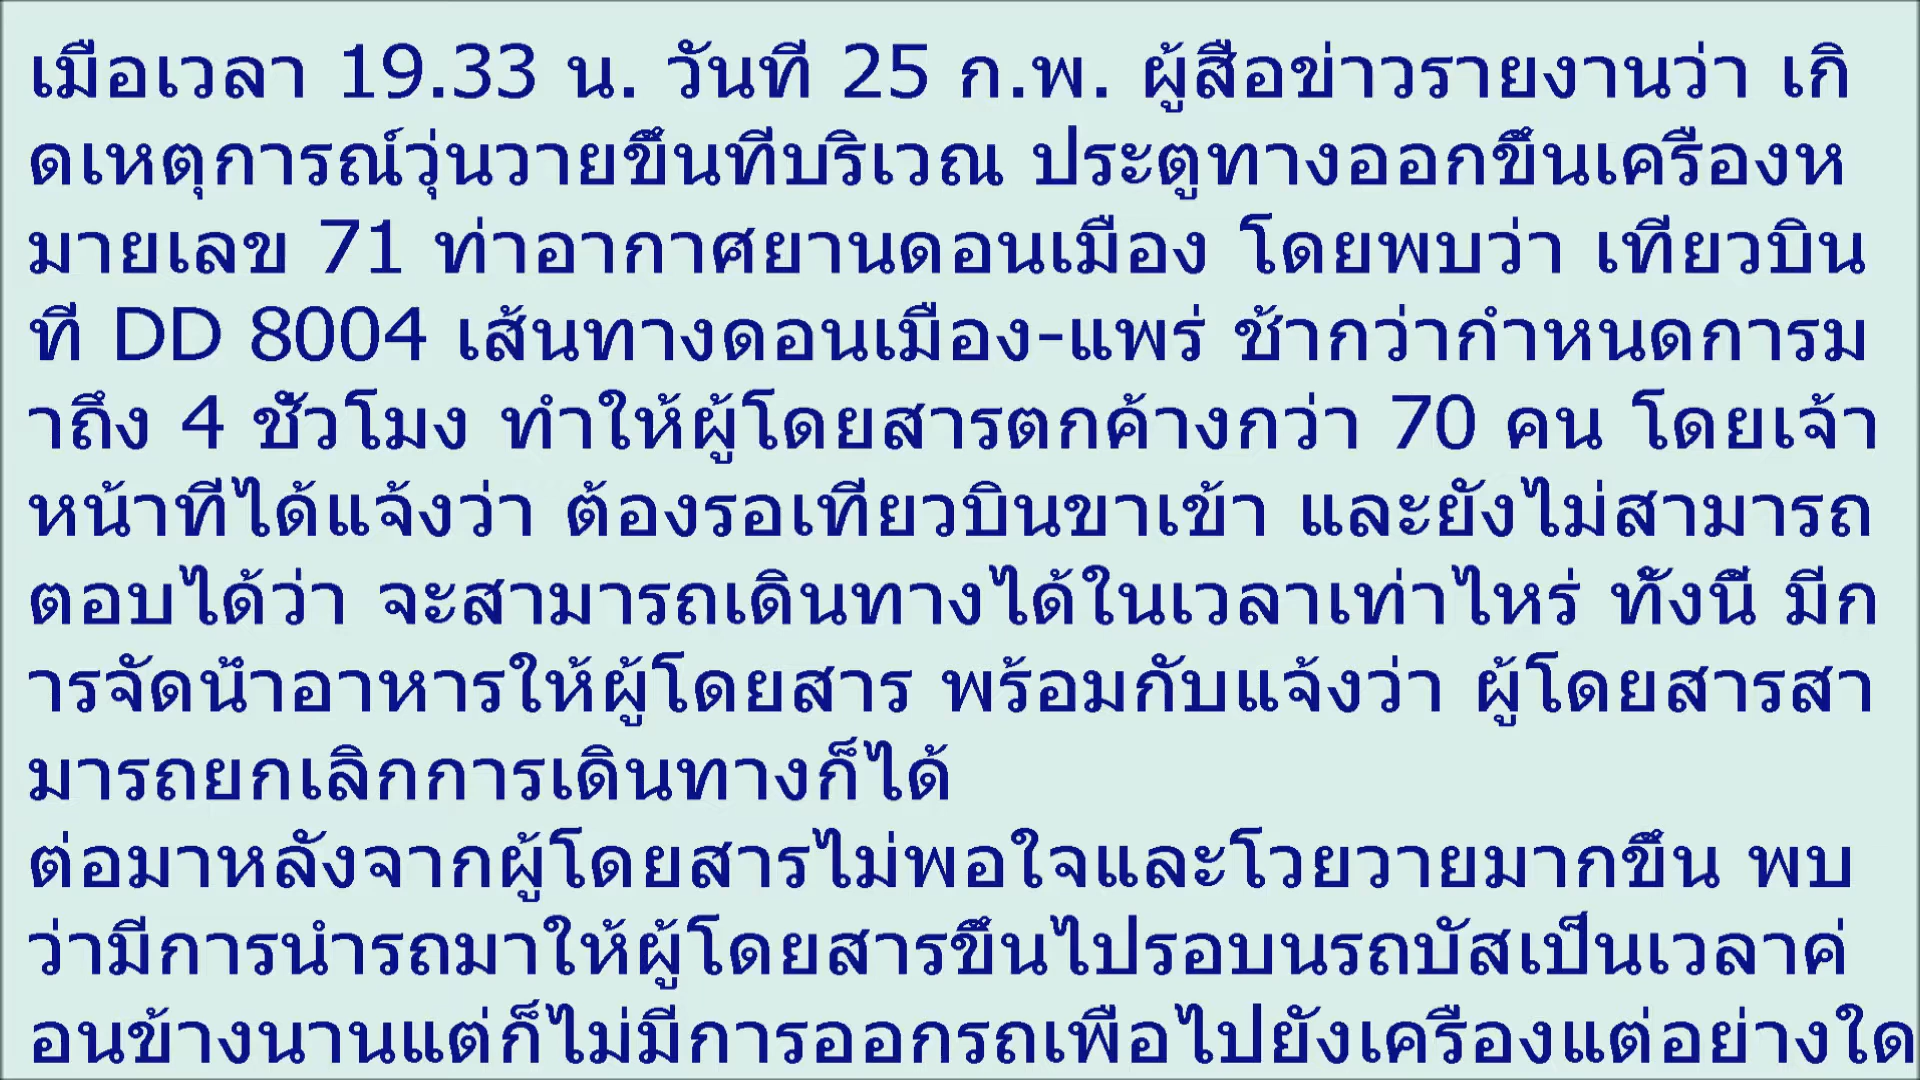 เมื่อเวลา 19.33 น. วันที่ 25 ก.พ. ผู้สื่อข่าวรายงานว่า เกิ
ดเหตุการณ์วุ่นวายขึ้นที่บริเวณ ประตูทางออกขึ้นเครื่องห
มายเลข 71 ท่าอากาศยานดอนเมือง โดยพบว่า เที่ยวบิน
ที่ DD 8004 เส้นทางดอนเมือง-แพร่ ช้ากว่ากำหนดการม
าถึง 4 ชั่วโมง ทำให้ผู้โดยสารตกค้างกว่า 70 คน โดยเจ้า
หน้าที่ได้แจ้งว่า ต้องรอเที่ยวบินขาเข้า และยังไม่สามารถ
ตอบได้ว่า จะสามารถเดินทางได้ในเวลาเท่าไหร่ ทั้งนี้ มีก
ารจัดน้ำอาหารให้ผู้โดยสาร พร้อมกับแจ้งว่า ผู้โดยสารสา
มารถยกเลิกการเดินทางก็ได้
ต่อมาหลังจากผู้โดยสารไม่พอใจและโวยวายมากขึ้น พบ
ว่ามีการนำรถมาให้ผู้โดยสารขึ้นไปรอบนรถบัสเป็นเวลาค่
อนข้างนานแต่ก็ไม่มีการออกรถเพื่อไปยังเครื่องแต่อย่างใด